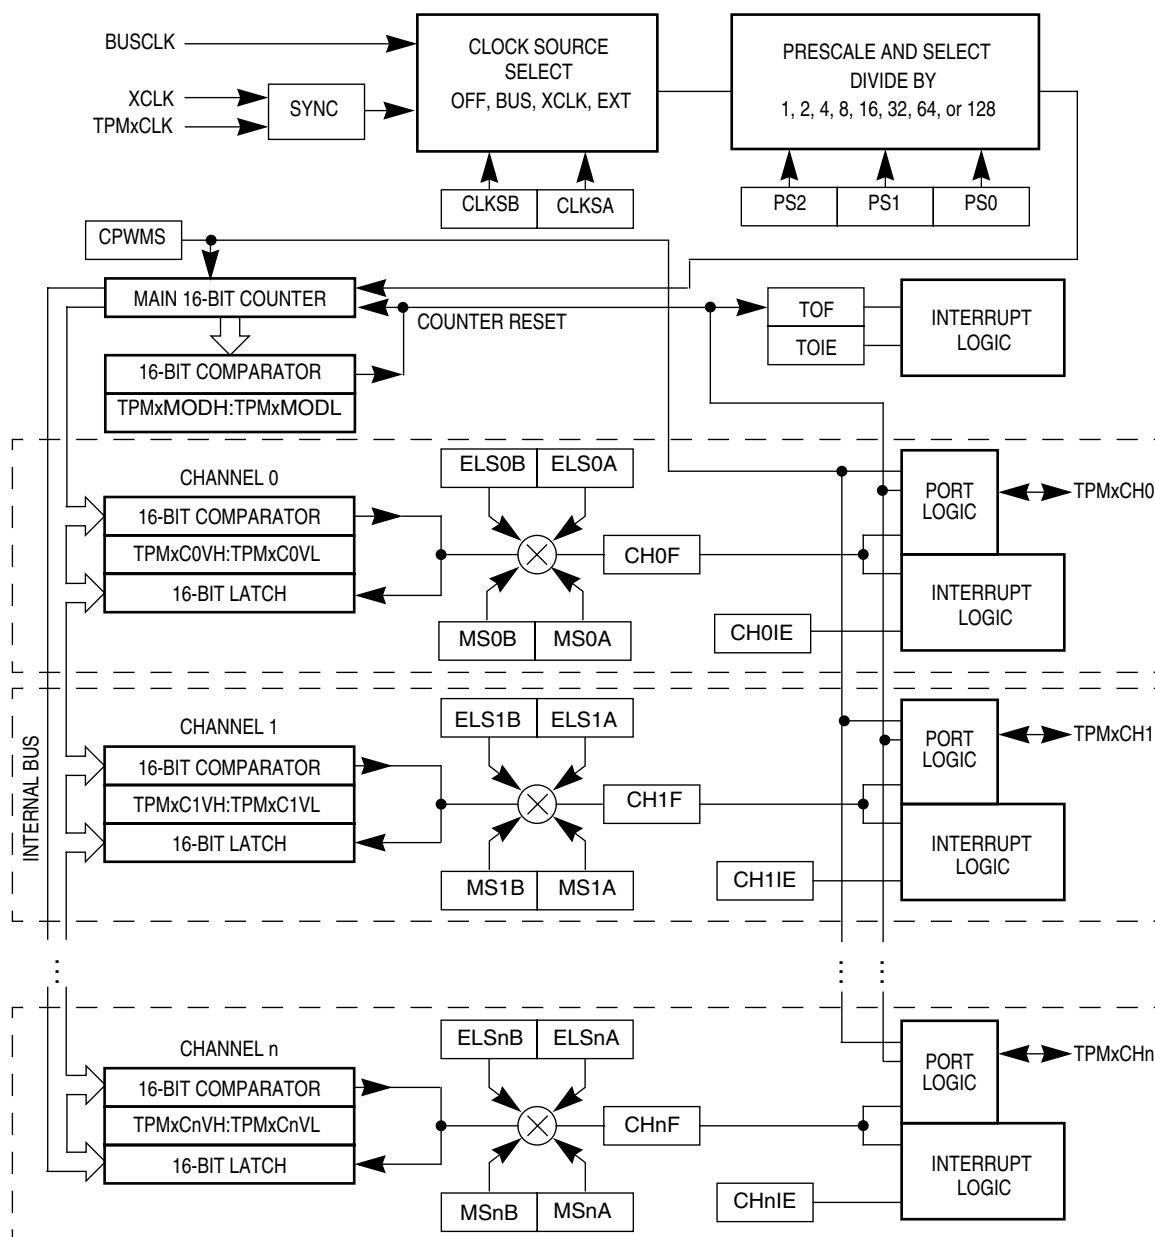 BUSCLK
XCLK
TPMxCLK
SYNC
CLOCK SOURCE
SELECT
OFF, BUS, XCLK, EXT
PRESCALE AND SELECT
DIVIDE BY
1, 2, 4, 8, 16, 32, 64, or 128
CLKSB
CLKSA
PS2
PS1
PS0
CPWMS
MAIN 16-BIT COUNTER
COUNTER RESET
TOF
TOIE
INTERRUPT
LOGIC
16-BIT COMPARATOR
TPMxMODH:TPMxMODL
INTERNAL BUS
CHANNEL 0
16-BIT COMPARATOR
TPMxC0VH:TPMxC0VL
16-BIT LATCH
ELS0B
ELS0A
MS0B
MS0A
CH0F
CH0IE
PORT
LOGIC
INTERRUPT
LOGIC
TPMxCH0
CHANNEL 1
16-BIT COMPARATOR
TPMxC1VH:TPMxC1VL
16-BIT LATCH
ELS1B
ELS1A
MS1B
MS1A
CH1F
CH1IE
PORT
LOGIC
INTERRUPT
LOGIC
TPMxCH1
...
...
...
CHANNEL n
16-BIT COMPARATOR
TPMxCnVH:TPMxCnVL
16-BIT LATCH
ELSnB
ELSnA
MSnB
MSnA
CHnF
CHnIE
PORT
LOGIC
INTERRUPT
LOGIC
TPMxCHn